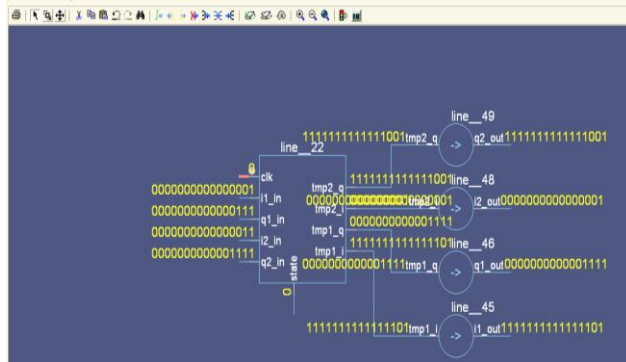 line__49
1111111111111001tmp2_q q2_out1111111111111001
line__22
0
clk
line__48
1111111111111001
0000000000000001 i1_in tmp2_q
tmp2_i i2_out0000000000000001
0000000000000111 q1_in
0000000000001111
tmp1_q
0000000000000011 i2_in line__46
1111111111111101
0000000000001111 q2_in tmp1_i 0000000000001111tmp1_q q1_out0000000000001111
state
0
line__45
1111111111111101tmp1_i i1_out1111111111111101